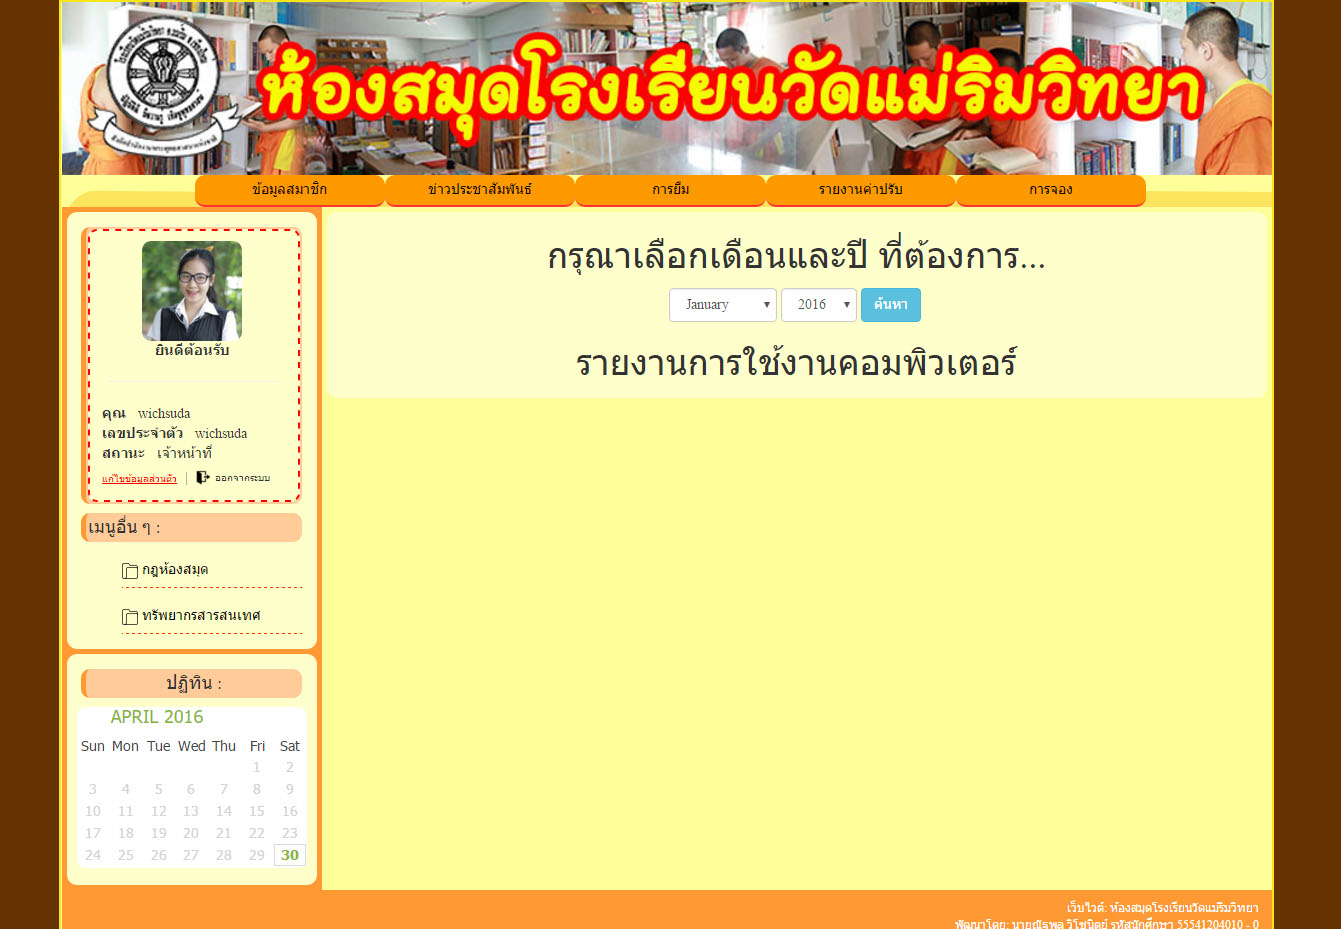 ห้องสมุดโรงเรียนวัดแม่ริมวิทยา
ข้อมูลสมาชิก ข่าวประชาสัมพันธ์ การยืม รายงานค่าปรับ การจอง
ยินดีต้อนรับ
คุณ wichsuda
เลขประจำตัว wichsuda
สถานะ เจ้าหน้าที่
แก้ไขข้อมูลส่วนตัว | ออกจากระบบ
เมนูอื่น ๆ :
กฎห้องสมุด
ทรัพยากรสารสนเทศ
ปฏิทิน :
APRIL 2016
Sun Mon Tue Wed Thu Fri Sat
1 2
3 4 5 6 7 8 9
10 11 12 13 14 15 16
17 18 19 20 21 22 23
24 25 26 27 28 29 30
กรุณาเลือกเดือนและปี ที่ต้องการ...
January 2016 ค้นหา
รายงานการใช้งานคอมพิวเตอร์
เว็บไวต์: ห้องสมุดโรงเรียนวัดแม่ริมวิทยา
พัฒนาโดย: นายณัฐพล วิโชนิตย์ รหัสนักศึกษา 55541204010 - 0